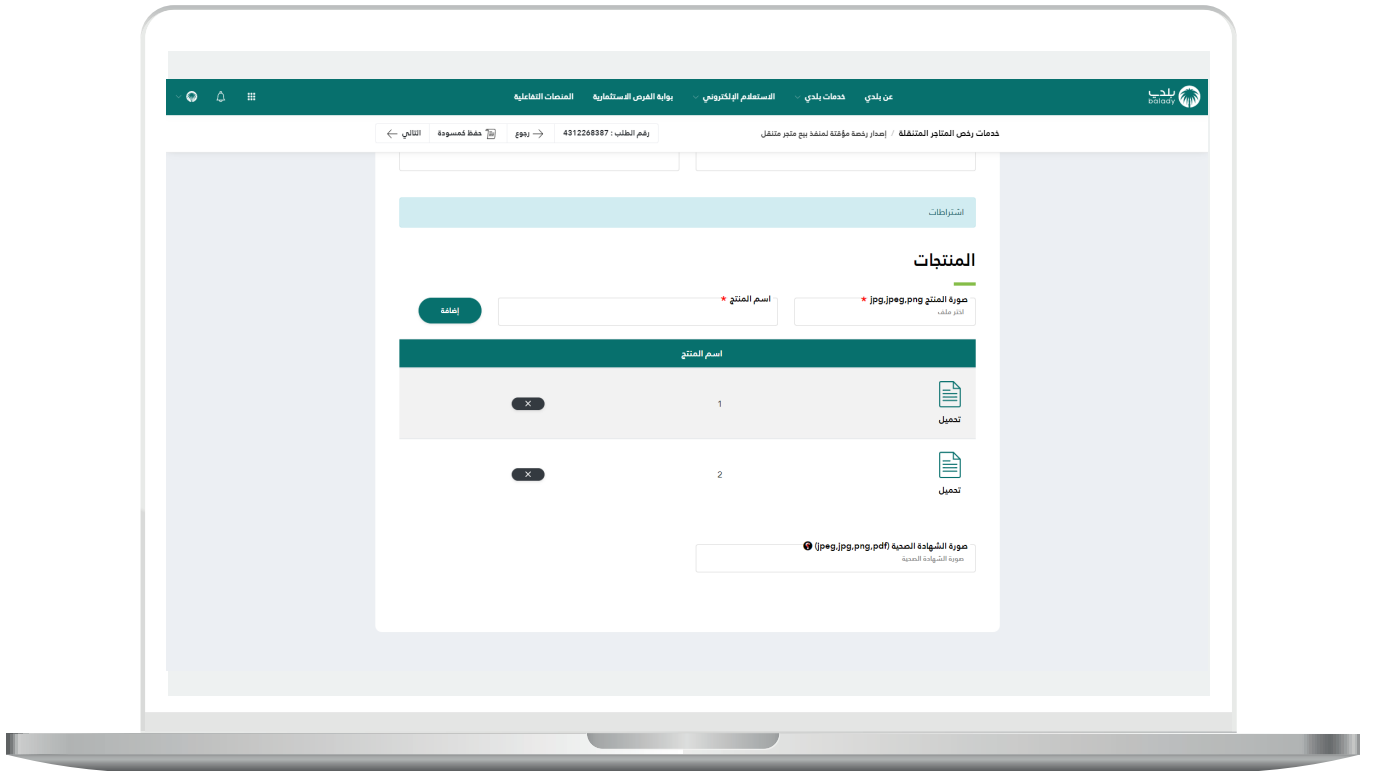 بلدي
balady
عن بلدي
خدمات بلدي
الاستعلام الإلكتروني
بوابة الفرص الاستثمارية
المنصات التفاعلية
خدمات رخص المتاجر المتنقلة / إصدار رخصة مؤقتة لمنفذ بيع متجر متنقل
رقم الطلب : 4312268387
رجوع
حفظ كمسودة
التالي
اشتراطات
المنتجات
صورة المنتج jpg,jpeg,png *
اختر ملف
اسم المنتج *
إضافة
اسم المنتج
تحميل
1
تحميل
2
صورة الشهادة الصحية (jpeg,jpg,png,pdf)
صورة الشهادة الصحية